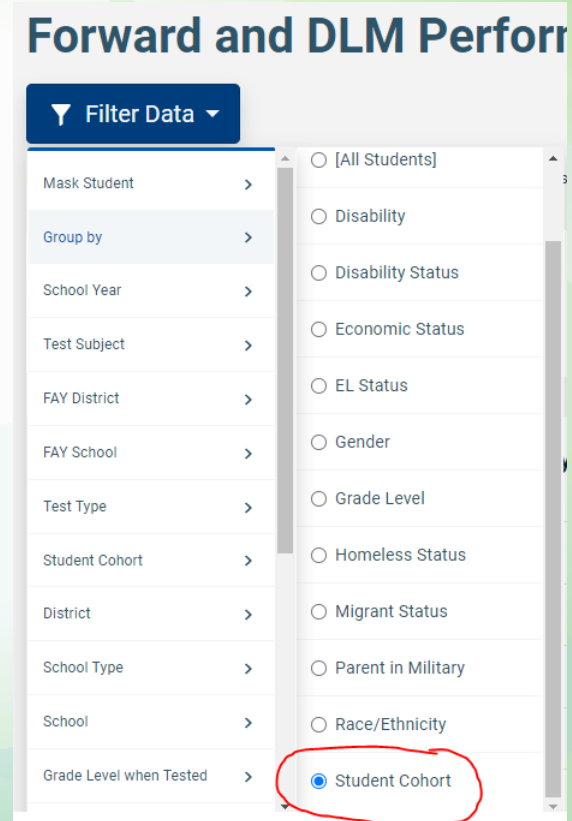 Forward and DLM Perforr
Filter Data
Mask Student
Group by
School Year
Test Subject
FAY District
FAY School
Test Type
Student Cohort
District
School Type
School
Grade Level when Tested
[All Students]
Disability
Disability Status
Economic Status
EL Status
Gender
Grade Level
Homeless Status
Migrant Status
Parent in Military
Race/Ethnicity
Student Cohort